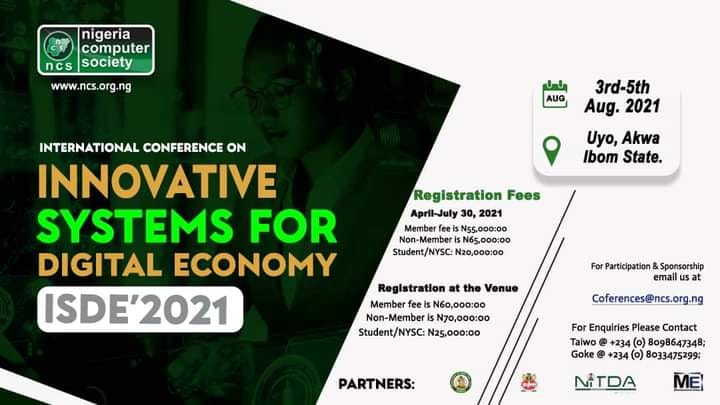 nigeria
computer
society
ncs
www.ncs.org.ng
INTERNATIONAL CONFERENCE ON
INNOVATIVE
SYSTEMS FOR
DIGITAL ECONOMY
ISDE'2021
AUG
3rd-5th
Aug. 2021
Uyo, Akwa
Ibom State.
Registration Fees
April-July 30, 2021
Member fee is N55,000:00
Non-Member is N65,000:00
Student/NYSC: N20,000:00
Registration at the Venue
Member fee is N60,000:00
Non-Member is N70,000:00
Student/NYSC: N25,000:00
For Participation & Sponsorship
email us at
Coferences@ncs.org.ng
For Enquiries Please Contact
Taiwo @ +234 (0) 8098647348;
Goke @ +234 (0) 8033475299;
PARTNERS:
NITDA
ME